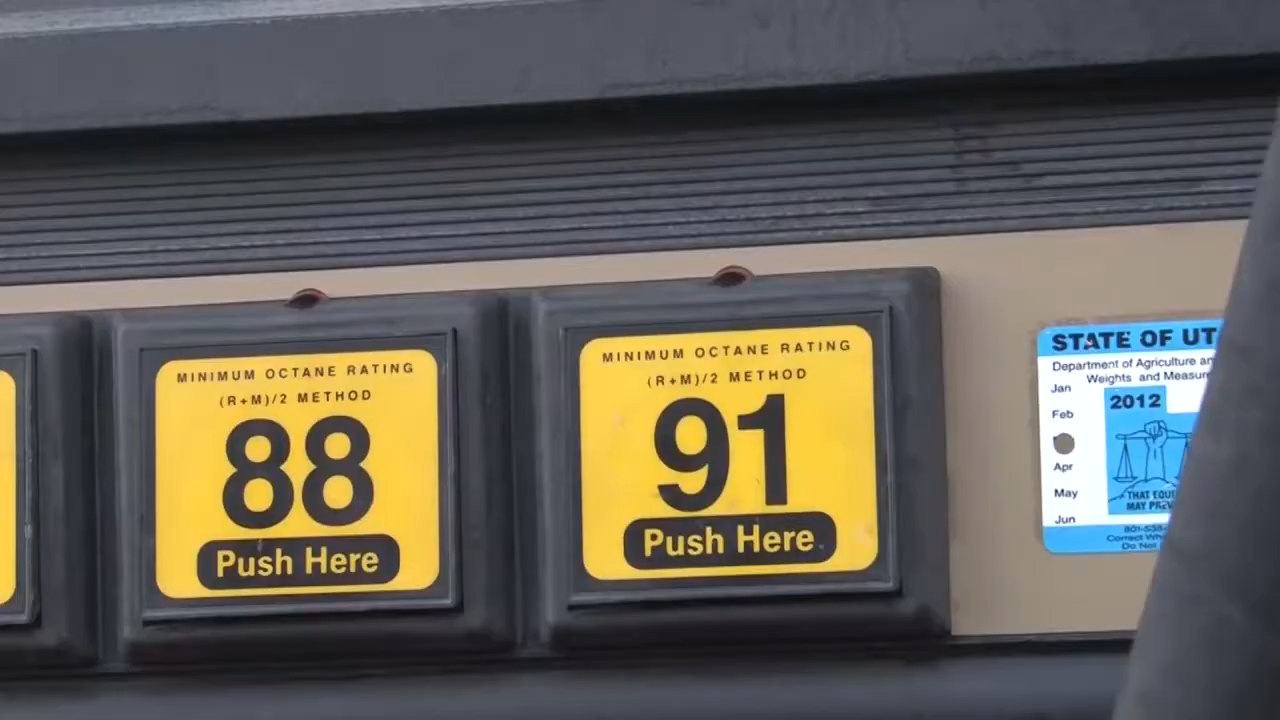 MINIMUM OCTANE RATING
(R+M)/2 METHOD
88
Push Here
MINIMUM OCTANE RATING
(R+M)/2 METHOD
91
Push Here
STATE OF UT
Department of Agriculture an
Weights and Measure
Jan
Feb
Apr
May
Jun
2012
THAT EQU
MAY PREV
801-538-
Correct Wh
Do Not